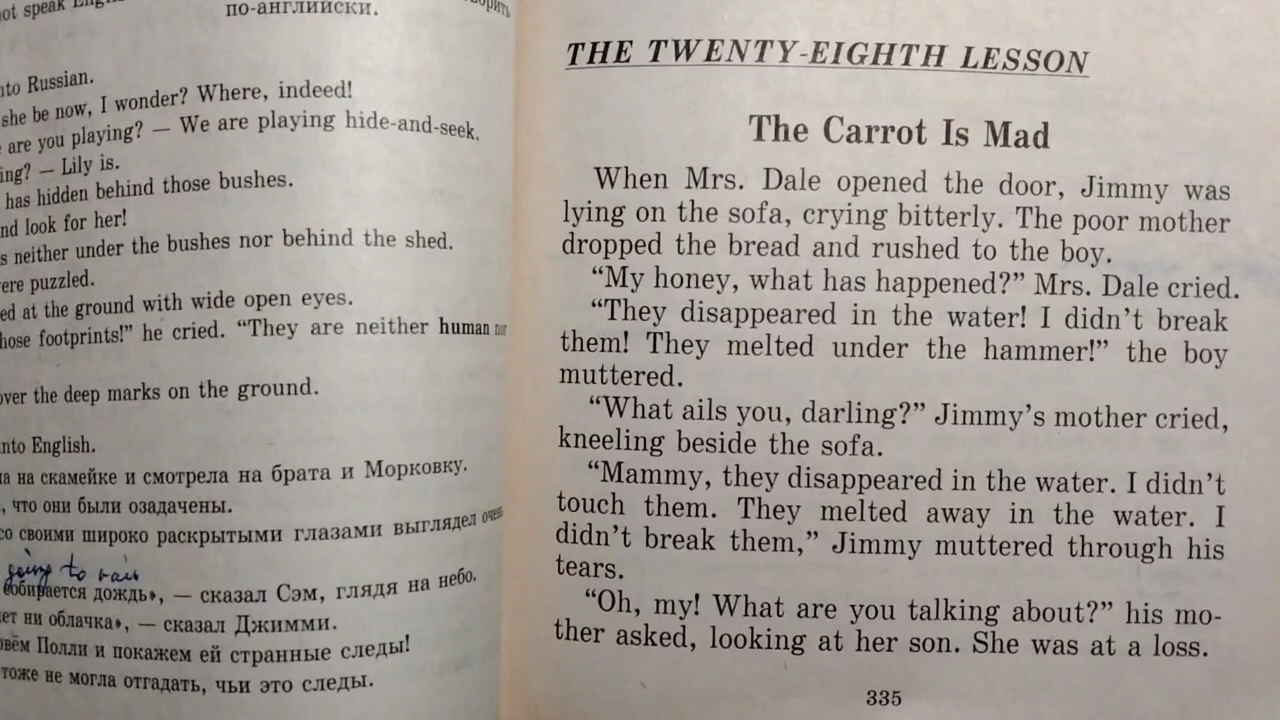 not speak
по-английски.
nto Russian.
she be now, I wonder? Where, indeed!
are you playing? — We are playing hide-and-seek.
ing? — Lily is.
has hidden behind those bushes.
nd look for her!
s neither under the bushes nor behind the shed.
ere puzzled.
ed at the ground with wide open eyes.
hose footprints!” he cried. “They are neither human nor
over the deep marks on the ground.
nto English.
ла на скамейке и смотрела на брата и Морковку.
, что они были озадачены.
со своими широко раскрытыми глазами выглядел очень
going to rain
собирается дождь», — сказал Сэм, глядя на небо.
ет ни облачка», — сказал Джимми.
овём Полли и покажем ей странные следы!
тоже не могла отгадать, чьи это следы.
THE TWENTY-EIGHTH LESSON
The Carrot Is Mad
When Mrs. Dale opened the door, Jimmy was
lying on the sofa, crying bitterly. The poor mother
dropped the bread and rushed to the boy.
“My honey, what has happened?” Mrs. Dale cried.
“They disappeared in the water! I didn’t break
them! They melted under the hammer!” the boy
muttered.
“What ails you, darling?” Jimmy’s mother cried,
kneeling beside the sofa.
“Mammy, they disappeared in the water. I didn’t
touch them. They melted away in the water. I
didn’t break them,” Jimmy muttered through his
tears.
“Oh, my! What are you talking about?” his mo-
ther asked, looking at her son. She was at a loss.
335